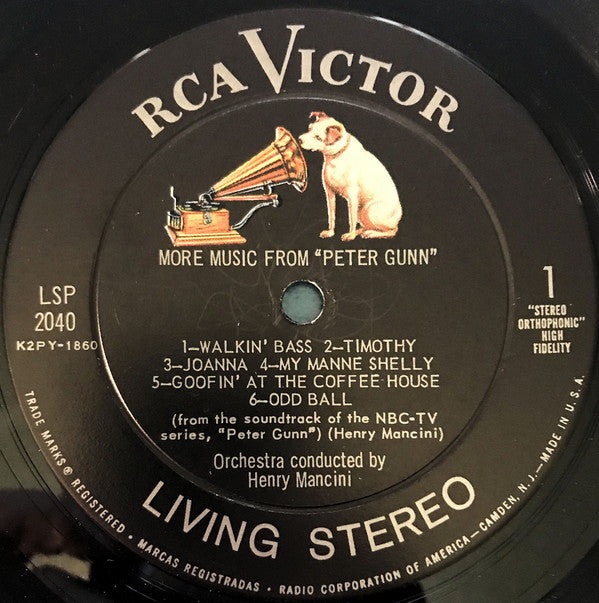 RCA VICTOR
MORE MUSIC FROM "PETER GUNN"
LSP
2040
K2PY-1860
1
"STEREO
ORTHOPHONIC"
HIGH
FIDELITY
1—WALKIN' BASS 2—TIMOTHY
3—JOANNA 4—MY MANNE SHELLY
5—GOOFIN' AT THE COFFEE HOUSE
6—ODD BALL
(from the soundtrack of the NBC-TV
series, "Peter Gunn") (Henry Mancini)
Orchestra conducted by
Henry Mancini
LIVING STEREO
TRADE MARKS ® REGISTERED • MARCAS REGISTRADAS • RADIO CORPORATION OF AMERICA—CAMDEN, N.J.—MADE IN U.S.A.